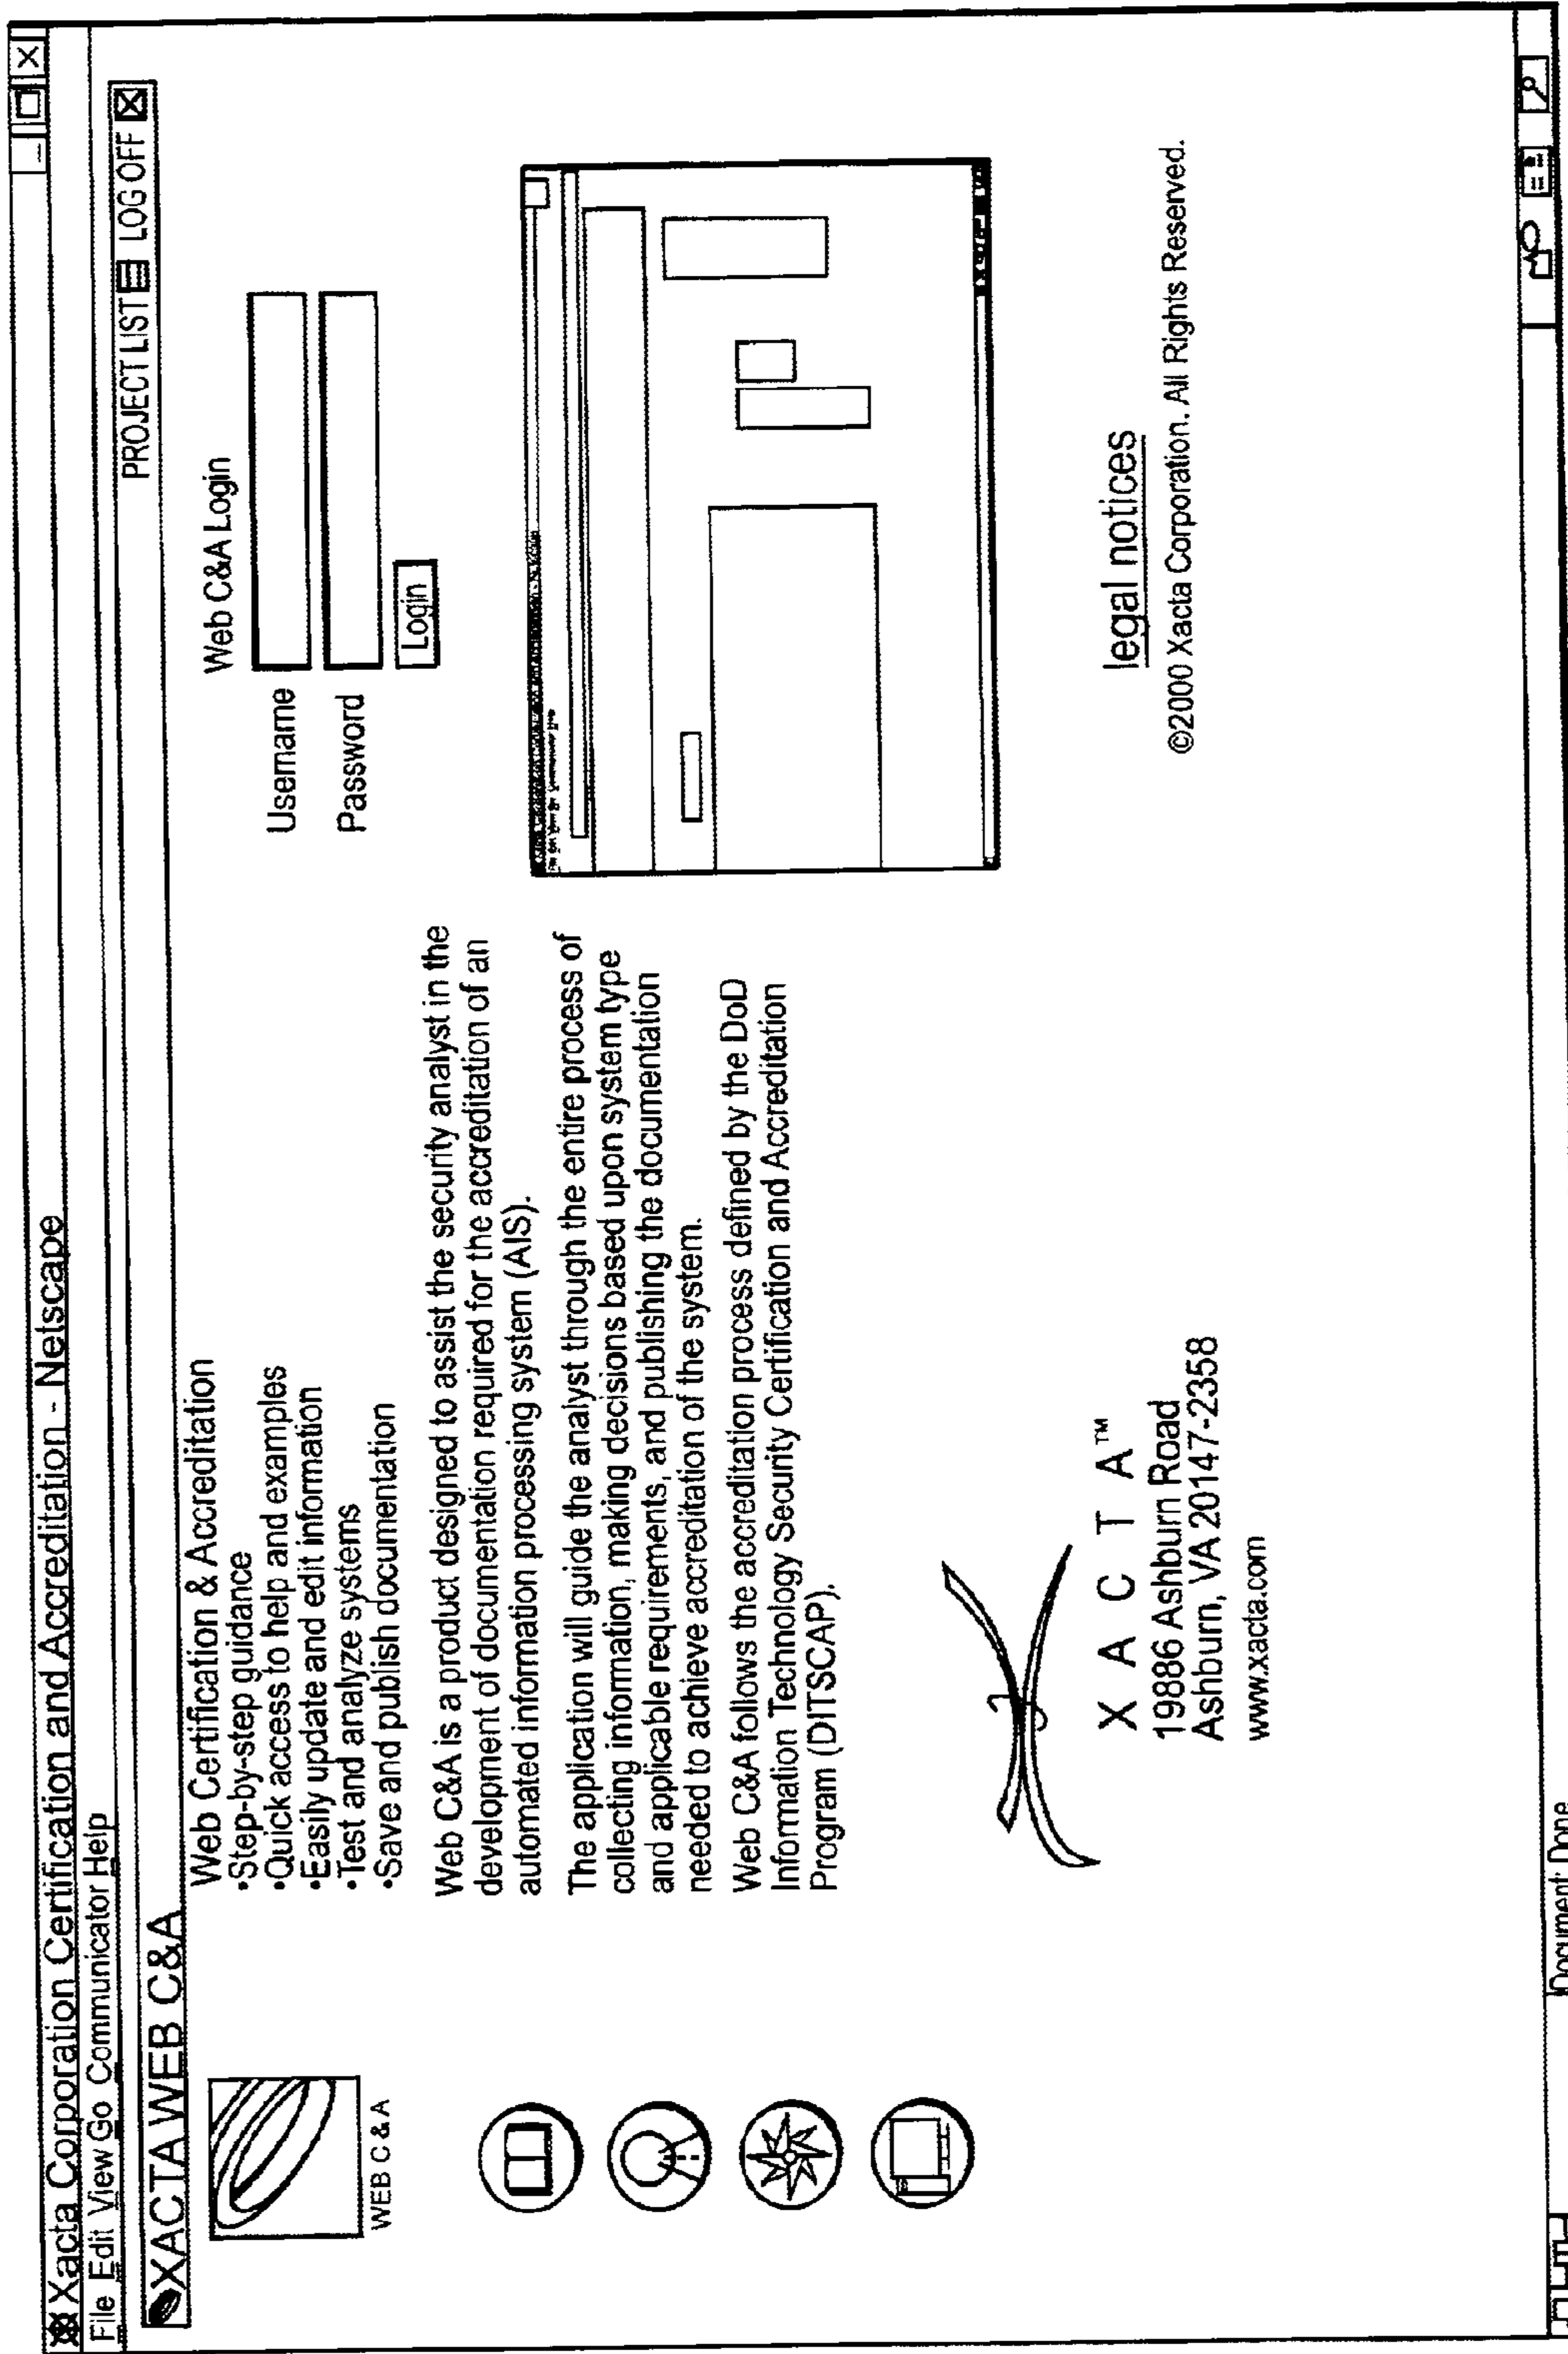 Xacta Corporation Certification and Accreditation - Netscape
File Edit View Go Communicator Help
XACTA WEB C&A
PROJECT LIST LOG OFF
WEB C & A
Web Certification & Accreditation
•Step-by-step guidance
•Quick access to help and examples
•Easily update and edit information
•Test and analyze systems
•Save and publish documentation
Web C&A is a product designed to assist the security analyst in the
development of documentation required for the accreditation of an
automated information processing system (AIS).
The application will guide the analyst through the entire process of
collecting information, making decisions based upon system type
and applicable requirements, and publishing the documentation
needed to achieve accreditation of the system.
Web C&A follows the accreditation process defined by the DoD
Information Technology Security Certification and Accreditation
Program (DITSCAP).
X A C T A™
19886 Ashburn Road
Ashburn, VA 20147-2358
www.xacta.com
Web C&A Login
Username
Password
Login
legal notices
©2000 Xacta Corporation. All Rights Reserved.
Document: Done